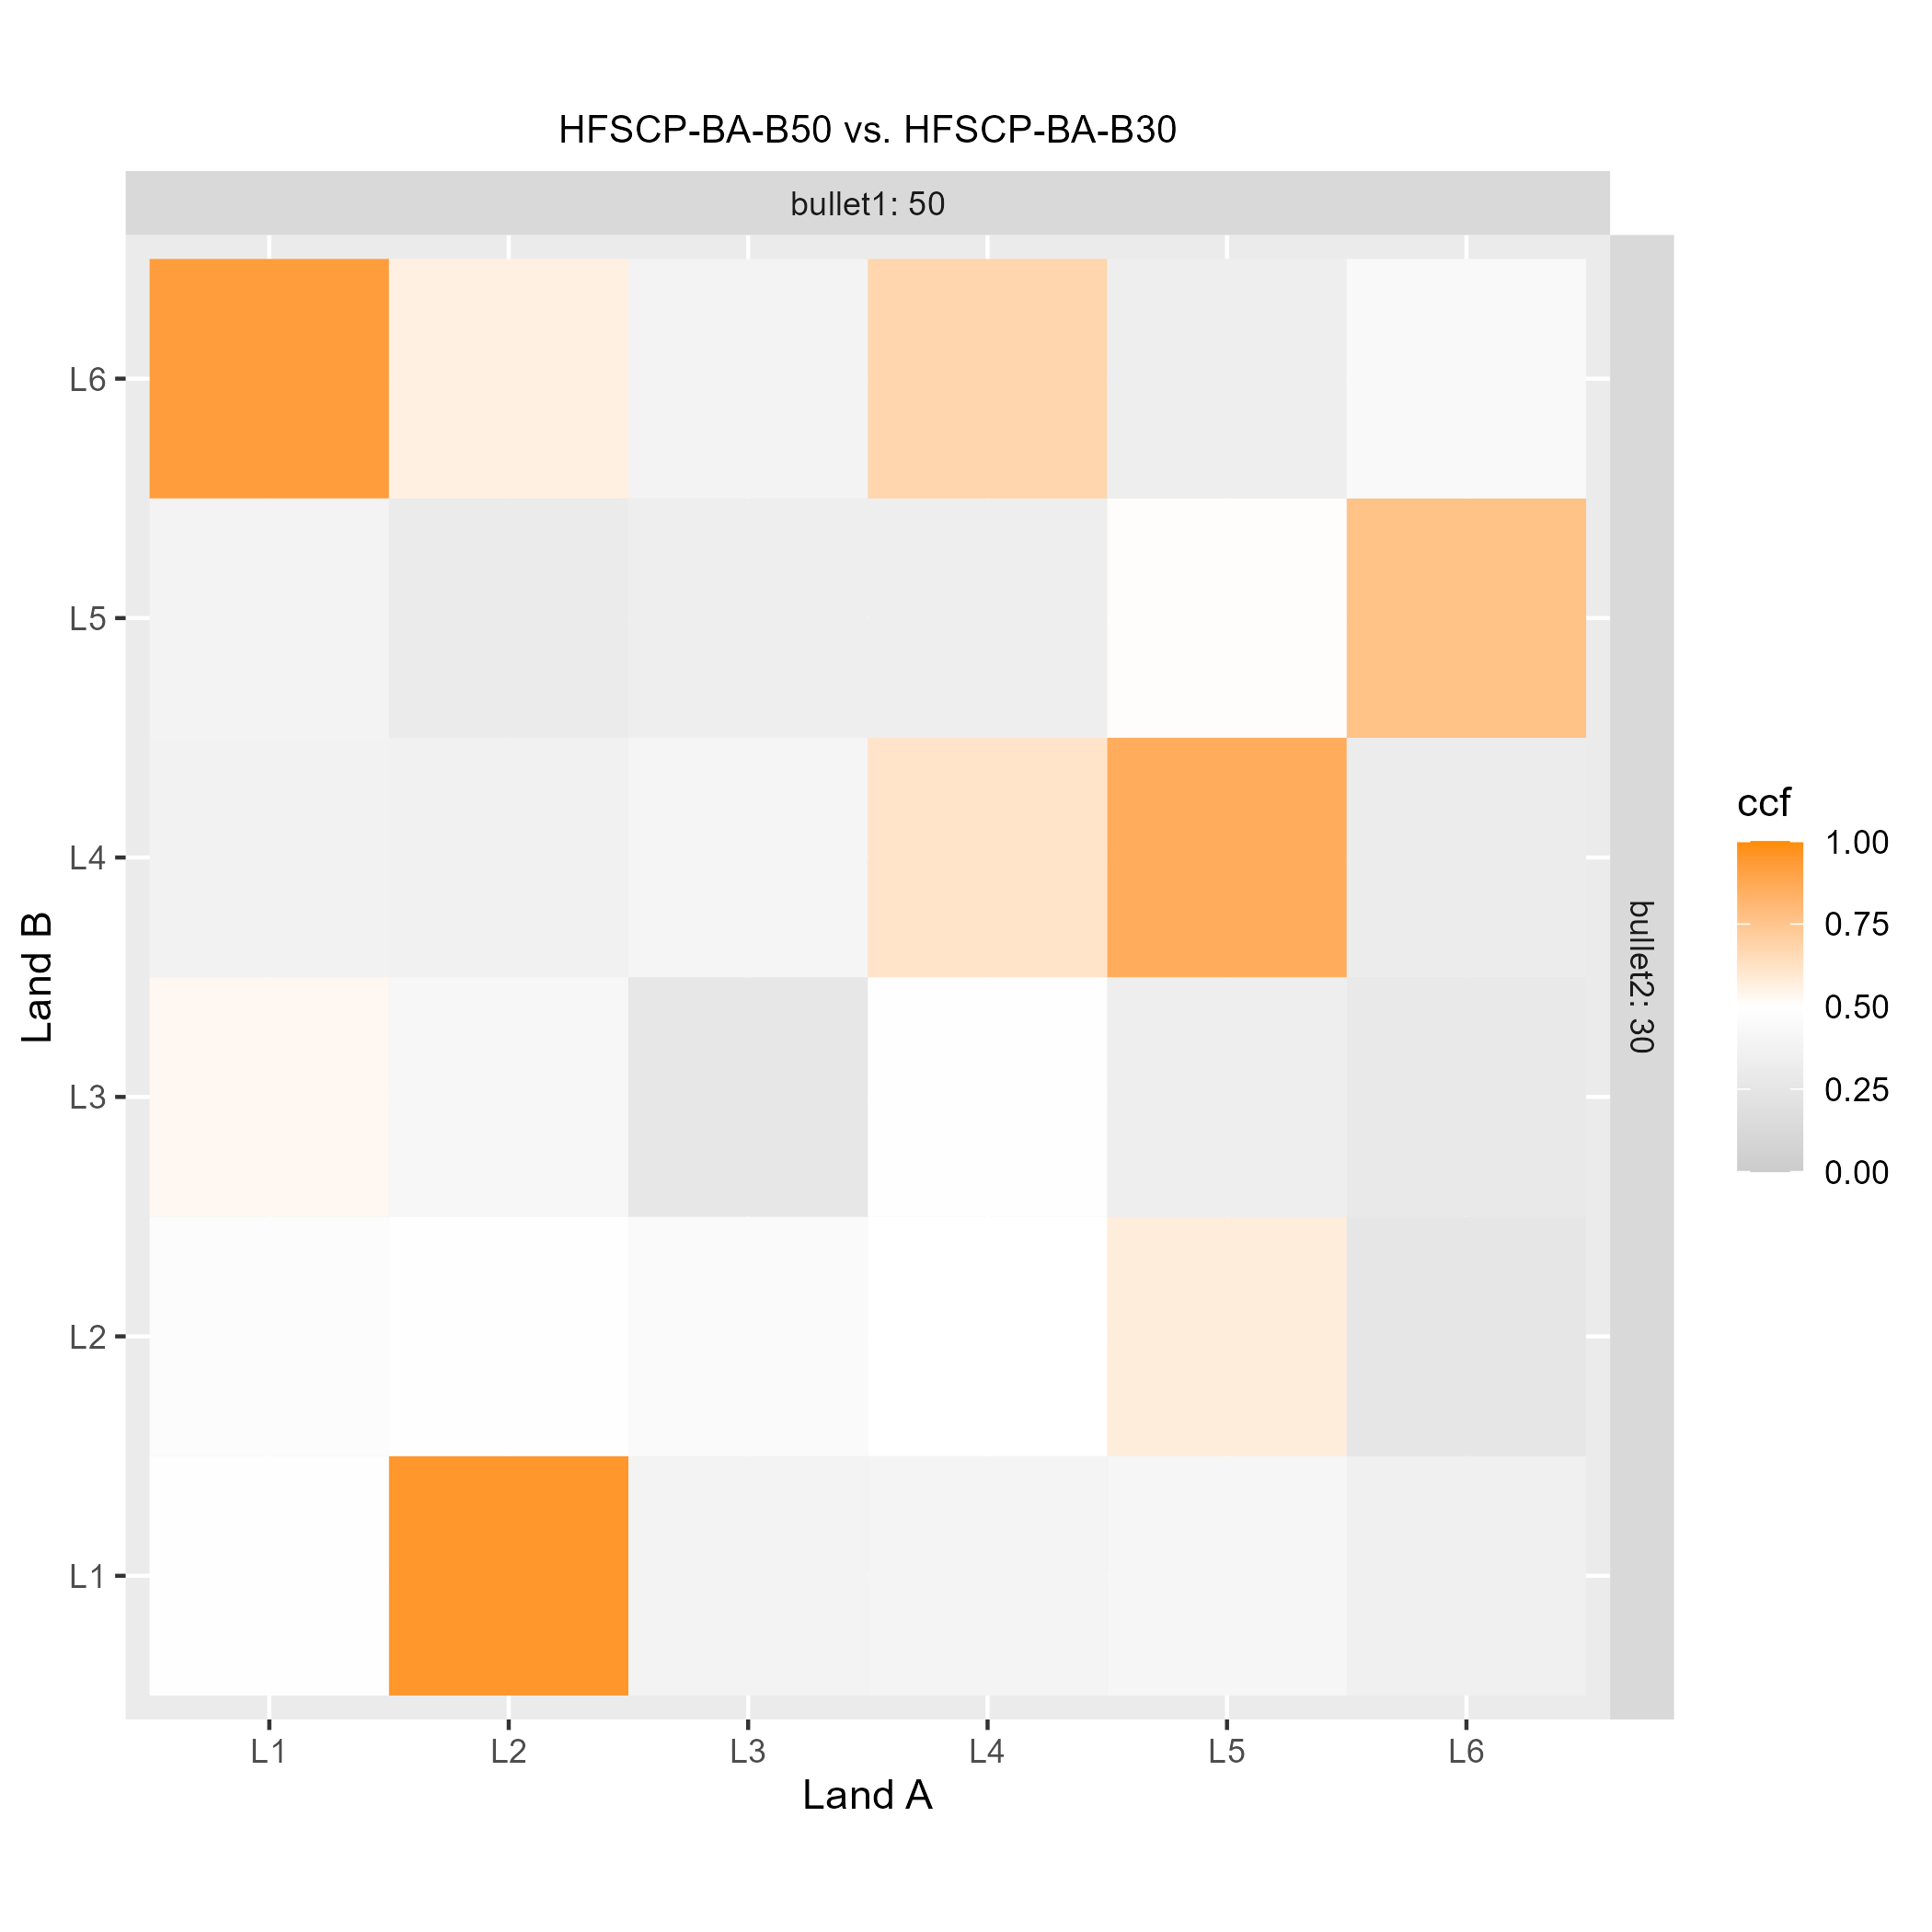 HFSCP-BA-B50 vs. HFSCP-BA-B30
bullet1: 50
L6
L5
L4
L3
L2
L1
Land B
bullet2: 30
L1 L2 L3 L4 L5 L6
Land A
ccf
1.00
0.75
0.50
0.25
0.00